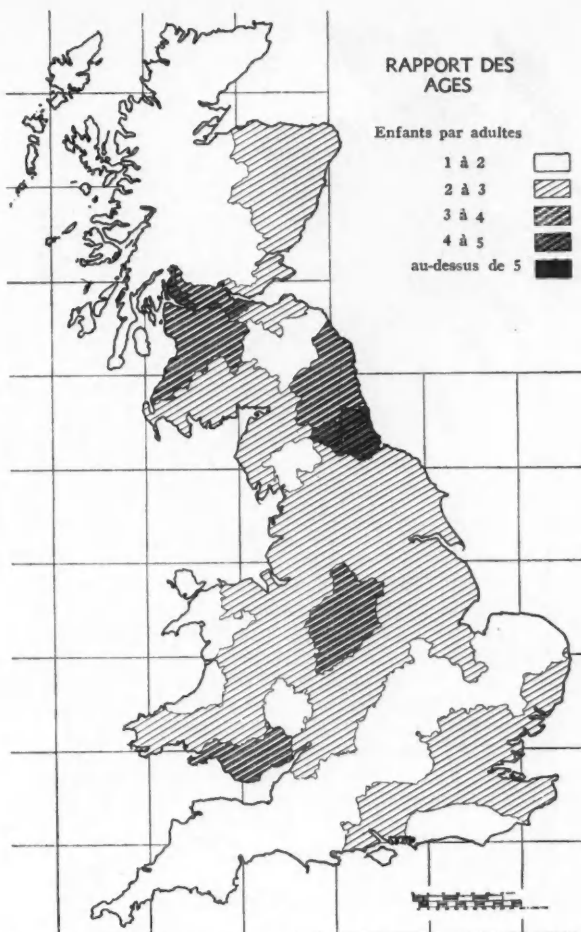 RAPPORT DES
AGES
Enfants par adultes
1 à 2
2 à 3
3 à 4
4 à 5
au-dessus de 5